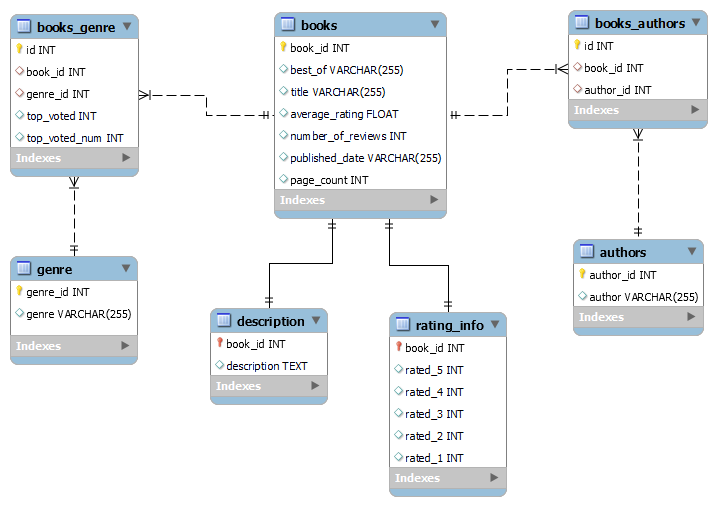 books_genre
id INT
book_id INT
genre_id INT
top_voted INT
top_voted_num INT
Indexes
books
book_id INT
best_of VARCHAR(255)
title VARCHAR(255)
average_rating FLOAT
number_of_reviews INT
published_date VARCHAR(255)
page_count INT
Indexes
books_authors
id INT
book_id INT
author_id INT
Indexes
genre
genre_id INT
genre VARCHAR(255)
Indexes
description
book_id INT
description TEXT
Indexes
rating_info
book_id INT
rated_5 INT
rated_4 INT
rated_3 INT
rated_2 INT
rated_1 INT
Indexes
authors
author_id INT
author VARCHAR(255)
Indexes